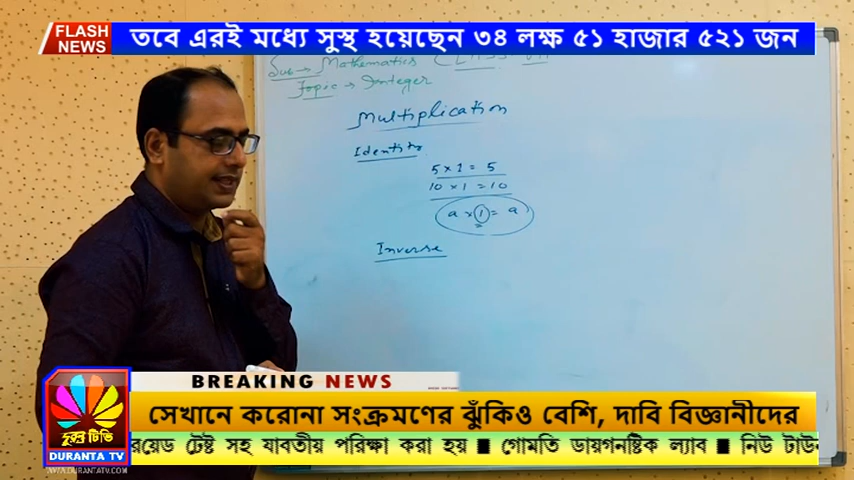 FLASH
NEWS
তবে এরই মধ্যে সুস্থ হয়েছেন ৩৪ লক্ষ ৫১ হাজার ৫২১ জন
Sub → Mathematics
Topic → Integer
Multiplication
Identity
5 x 1 = 5
10 x 1 = 10
a x 1 = a
Inverse
BREAKING NEWS
সেখানে করোনা সংক্রমণের ঝুঁকিও বেশি, দাবি বিজ্ঞানীদের
দুরন্ত টিভি
DURANTA TV
রয়েড টেষ্ট সহ যাবতীয় পরিক্ষা করা হয় ■ গোমতি ডায়গনষ্টিক ল্যাব ■ নিউ টাউন